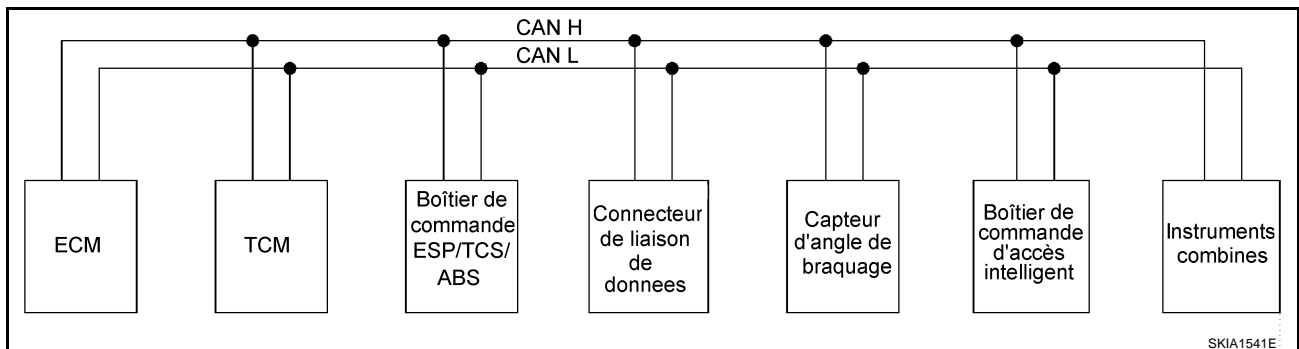 CAN H
CAN L
ECM
TCM
Boîtier de
commande
ESP/TCS/
ABS
Connecteur
de liaison
de
donnees
Capteur
d'angle de
braquage
Boîtier de
commande
d'accès
intelligent
Instruments
combines
SKIA1541E